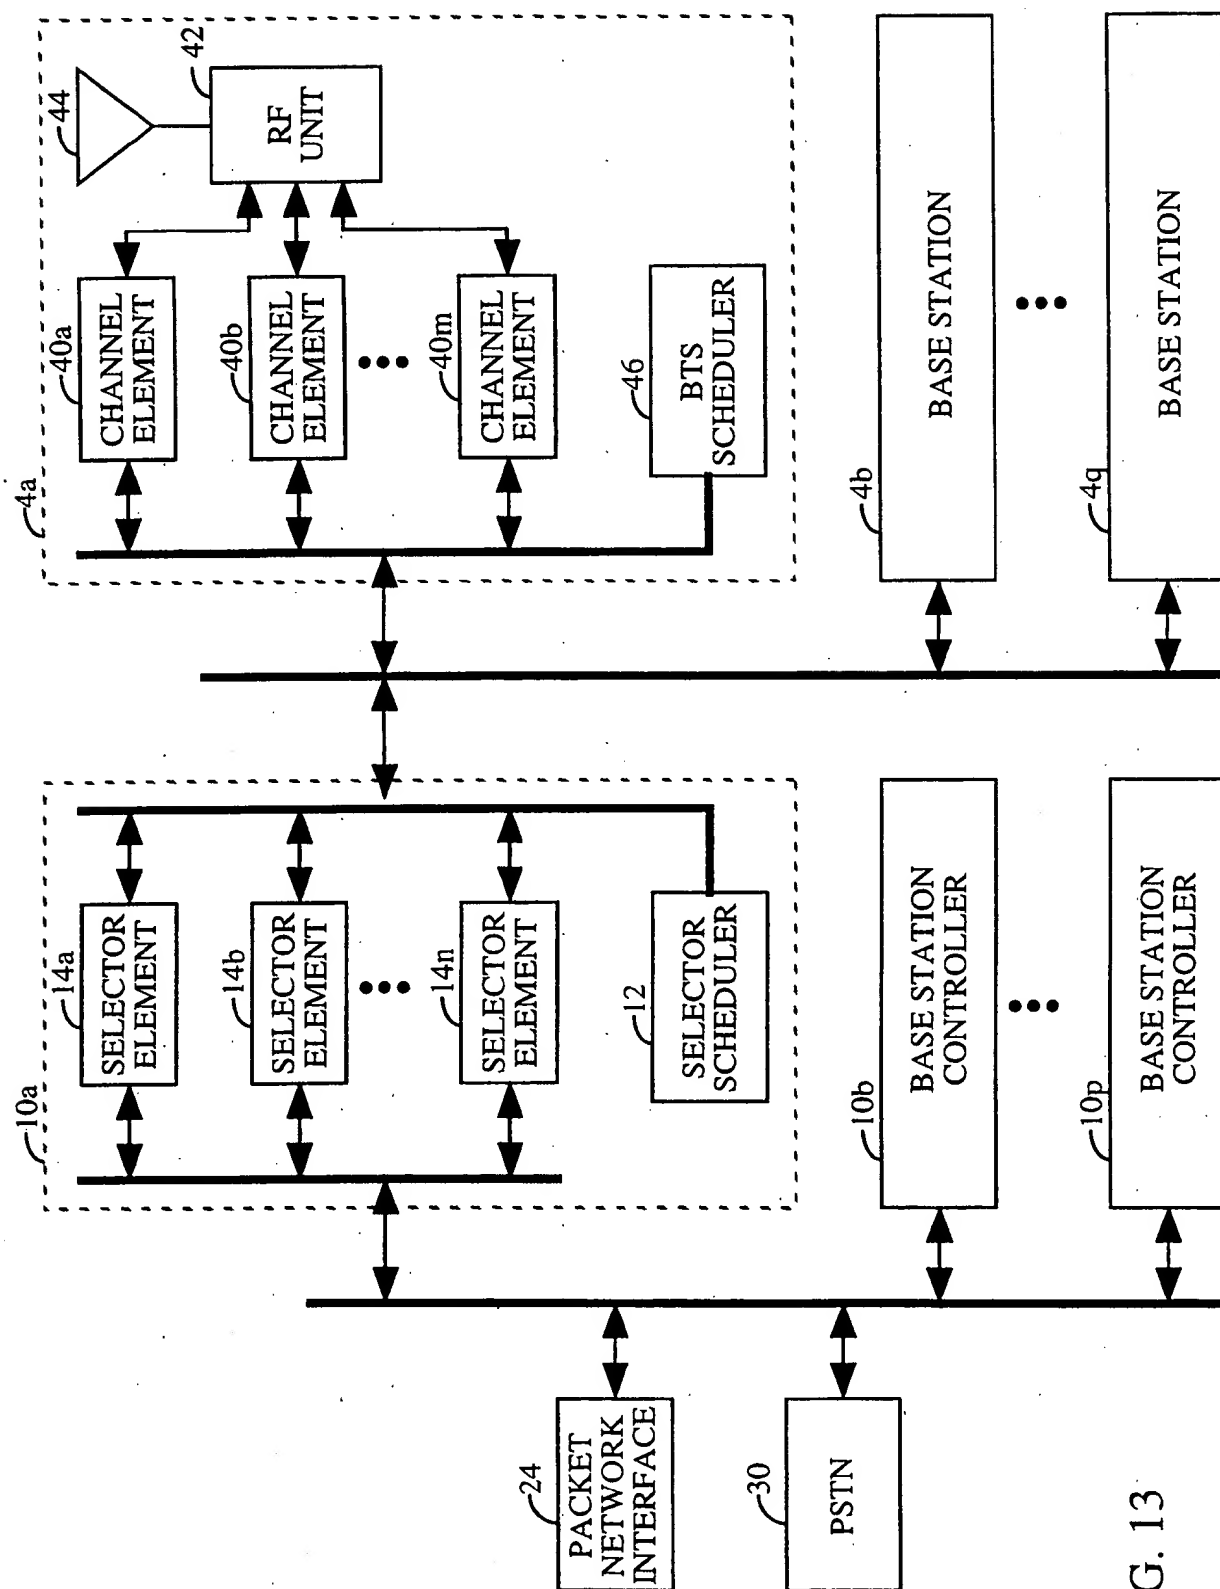 4a
44
42
RF
UNIT
40a
CHANNEL
ELEMENT
40b
CHANNEL
ELEMENT
40m
CHANNEL
ELEMENT
46
BTS
SCHEDULER
4b
BASE STATION
4q
BASE STATION
10a
14a
SELECTOR
ELEMENT
14b
SELECTOR
ELEMENT
14n
SELECTOR
ELEMENT
12
SELECTOR
SCHEDULER
10b
BASE STATION
CONTROLLER
10p
BASE STATION
CONTROLLER
24
PACKET
NETWORK
INTERFACE
30
PSTN
G. 13